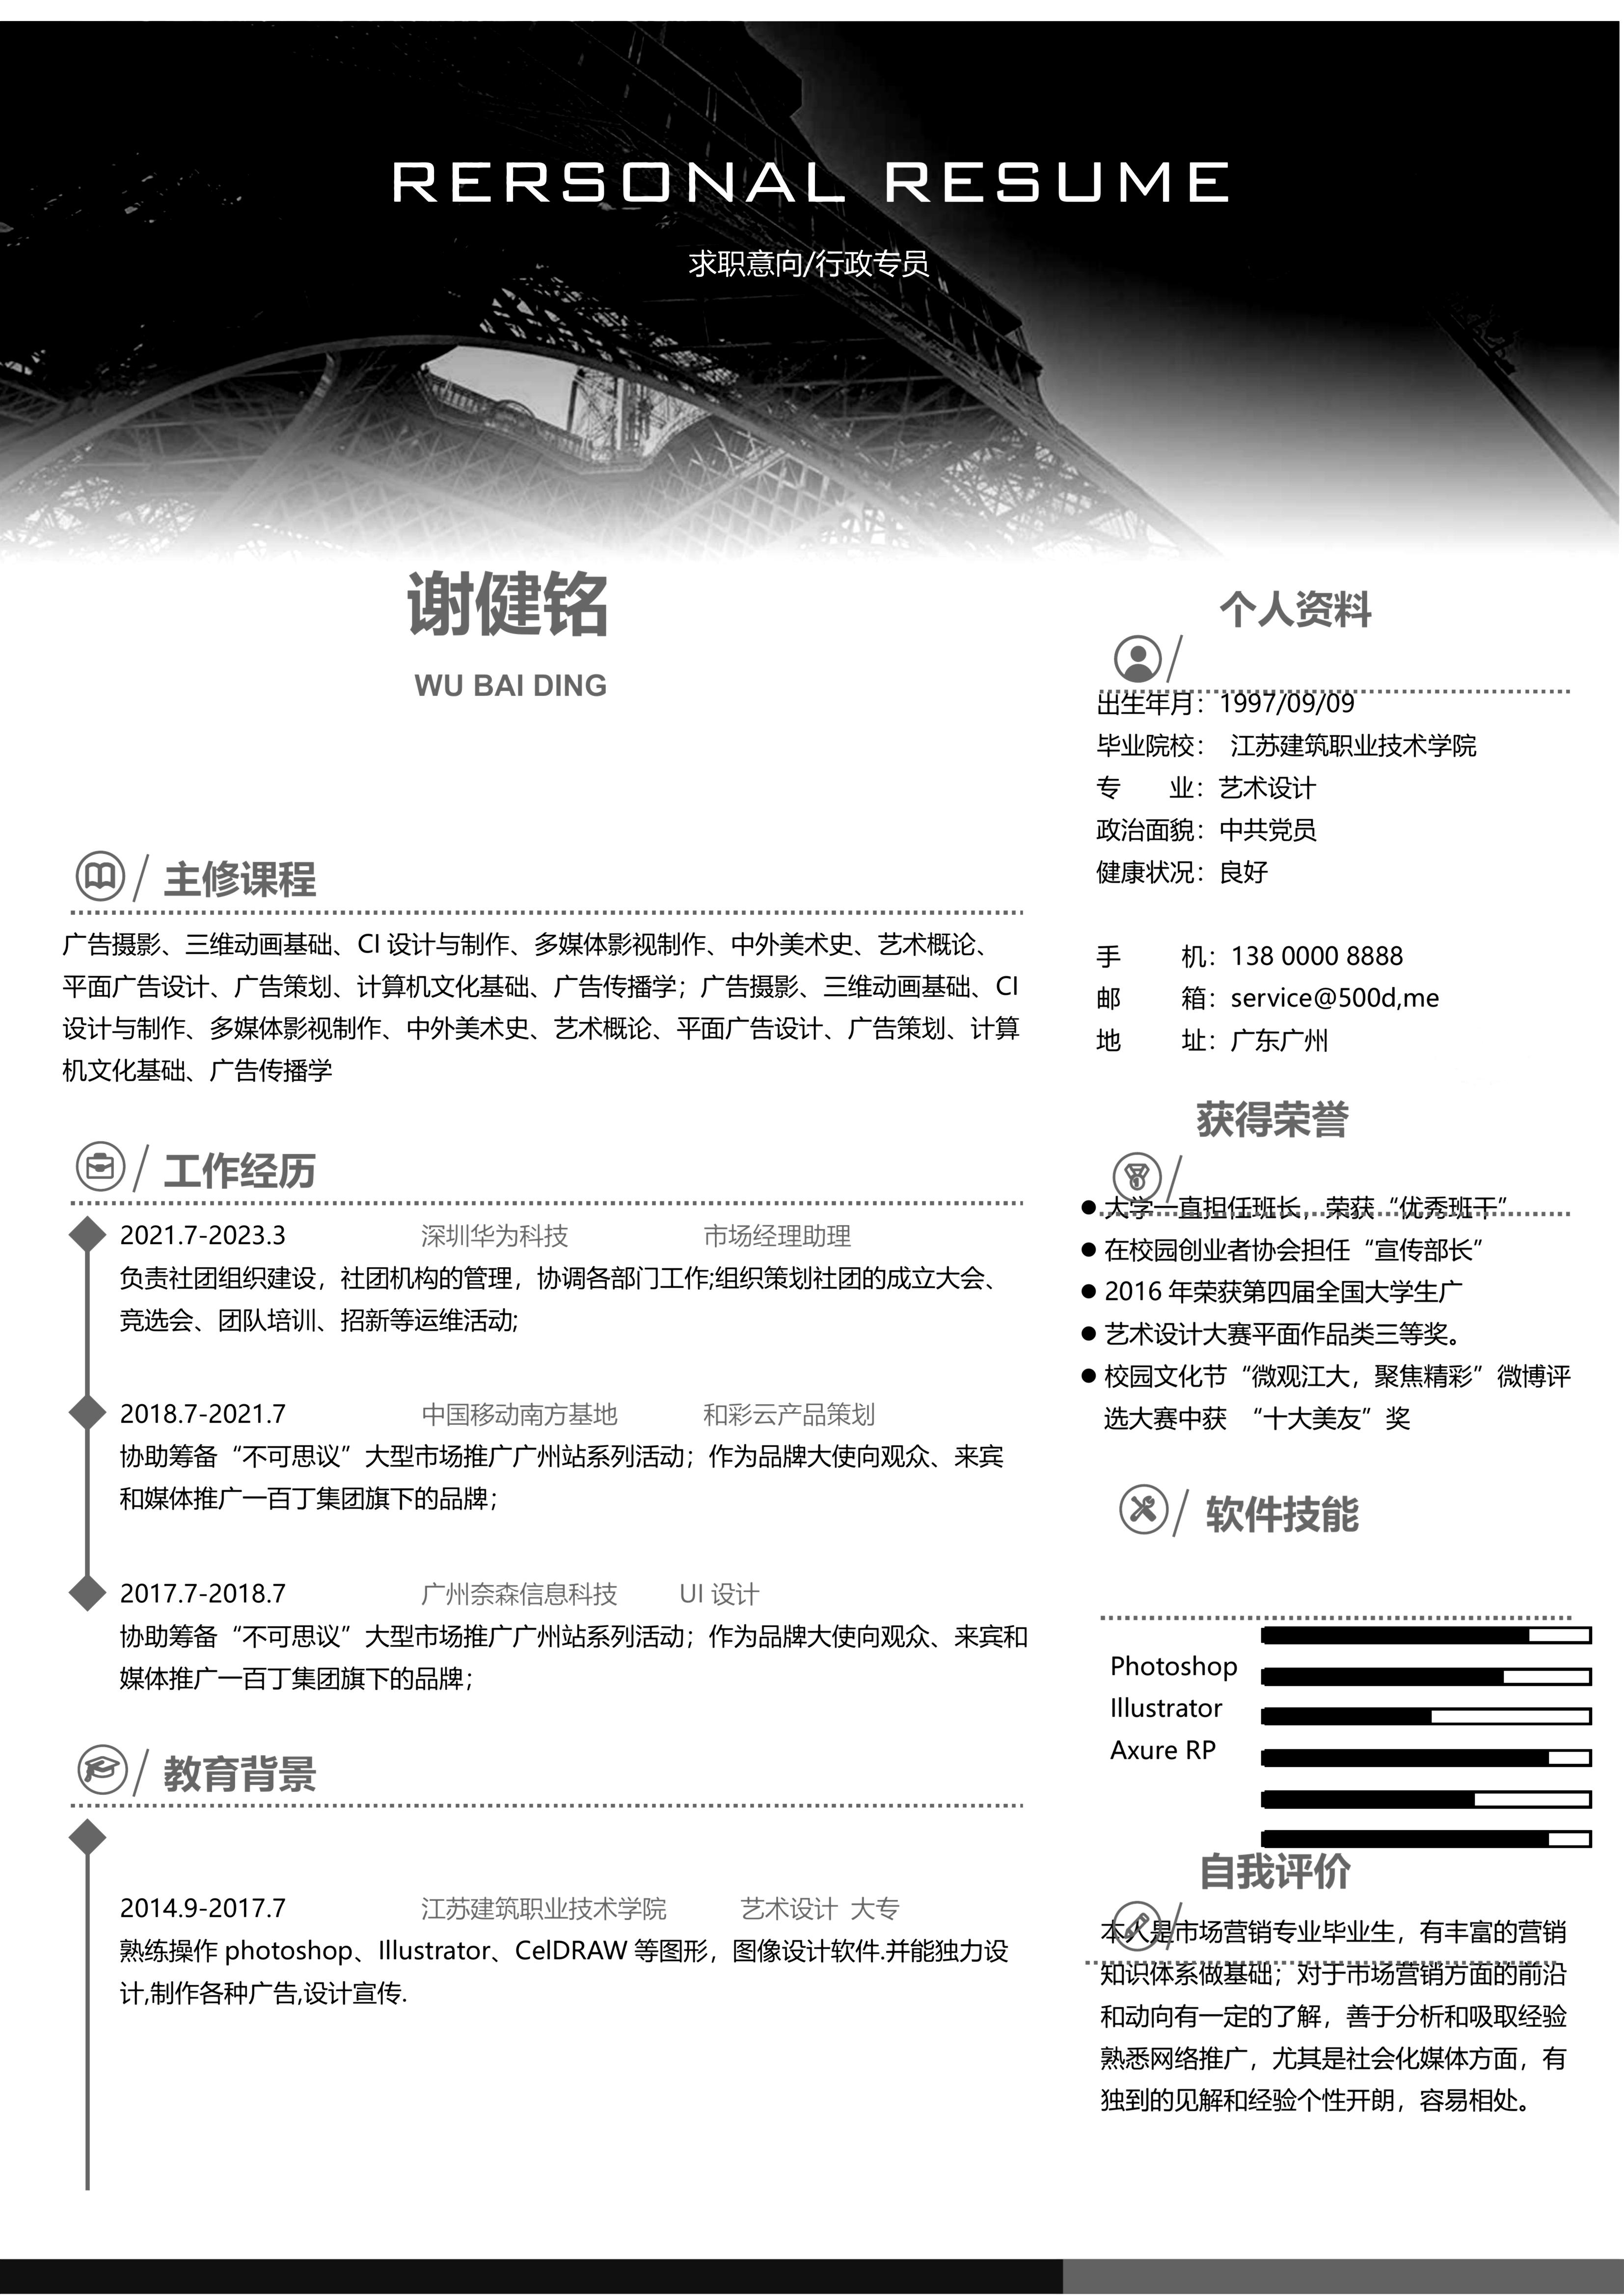 RERSONAL RESUME
求职意向/行政专员
谢健铭
WU BAI DING
主修课程
广告摄影、三维动画基础、CI 设计与制作、多媒体影视制作、中外美术史、艺术概论、
平面广告设计、广告策划、计算机文化基础、广告传播学；广告摄影、三维动画基础、CI
设计与制作、多媒体影视制作、中外美术史、艺术概论、平面广告设计、广告策划、计算
机文化基础、广告传播学
工作经历
2021.7-2023.3 深圳华为科技 市场经理助理
负责社团组织建设，社团机构的管理，协调各部门工作;组织策划社团的成立大会、
竞选会、团队培训、招新等运维活动;
2018.7-2021.7 中国移动南方基地 和彩云产品策划
协助筹备“不可思议”大型市场推广广州站系列活动；作为品牌大使向观众、来宾
和媒体推广一百丁集团旗下的品牌；
2017.7-2018.7 广州奈森信息科技 UI 设计
协助筹备“不可思议”大型市场推广广州站系列活动；作为品牌大使向观众、来宾和
媒体推广一百丁集团旗下的品牌；
教育背景
2014.9-2017.7 江苏建筑职业技术学院 艺术设计 大专
熟练操作 photoshop、Illustrator、CelDRAW 等图形，图像设计软件.并能独力设
计,制作各种广告,设计宣传.
个人资料
出生年月：1997/09/09
毕业院校： 江苏建筑职业技术学院
专 业：艺术设计
政治面貌：中共党员
健康状况：良好
手 机：138 0000 8888
邮 箱：service@500d,me
地 址：广东广州
获得荣誉
● 大学一直担任班长，荣获“优秀班干”
● 在校园创业者协会担任“宣传部长”
● 2016 年荣获第四届全国大学生广
● 艺术设计大赛平面作品类三等奖。
● 校园文化节“微观江大，聚焦精彩”微博评
选大赛中获 “十大美友”奖
软件技能
Photoshop
Illustrator
Axure RP
自我评价
本人是市场营销专业毕业生，有丰富的营销
知识体系做基础；对于市场营销方面的前沿
和动向有一定的了解，善于分析和吸取经验
熟悉网络推广，尤其是社会化媒体方面，有
独到的见解和经验个性开朗，容易相处。